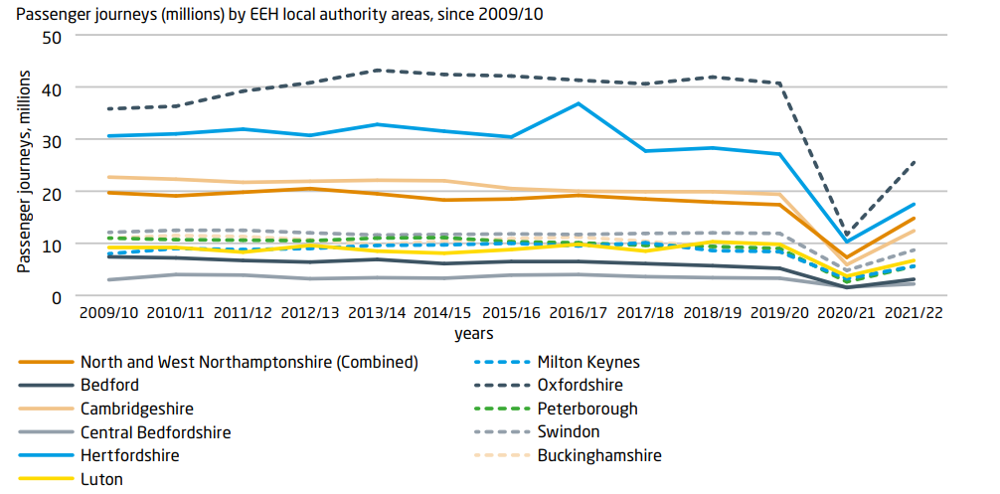 Passenger journeys (millions) by EEH local authority areas, since 2009/10
Passenger journeys, millions
50
40
30
20
10
0
2009/10 2010/11 2011/12 2012/13 2013/14 2014/15 2015/16 2016/17 2017/18 2018/19 2019/20 2020/21 2021/22
years
North and West Northamptonshire (Combined)
Bedford
Cambridgeshire
Central Bedfordshire
Hertfordshire
Luton
Milton Keynes
Oxfordshire
Peterborough
Swindon
Buckinghamshire